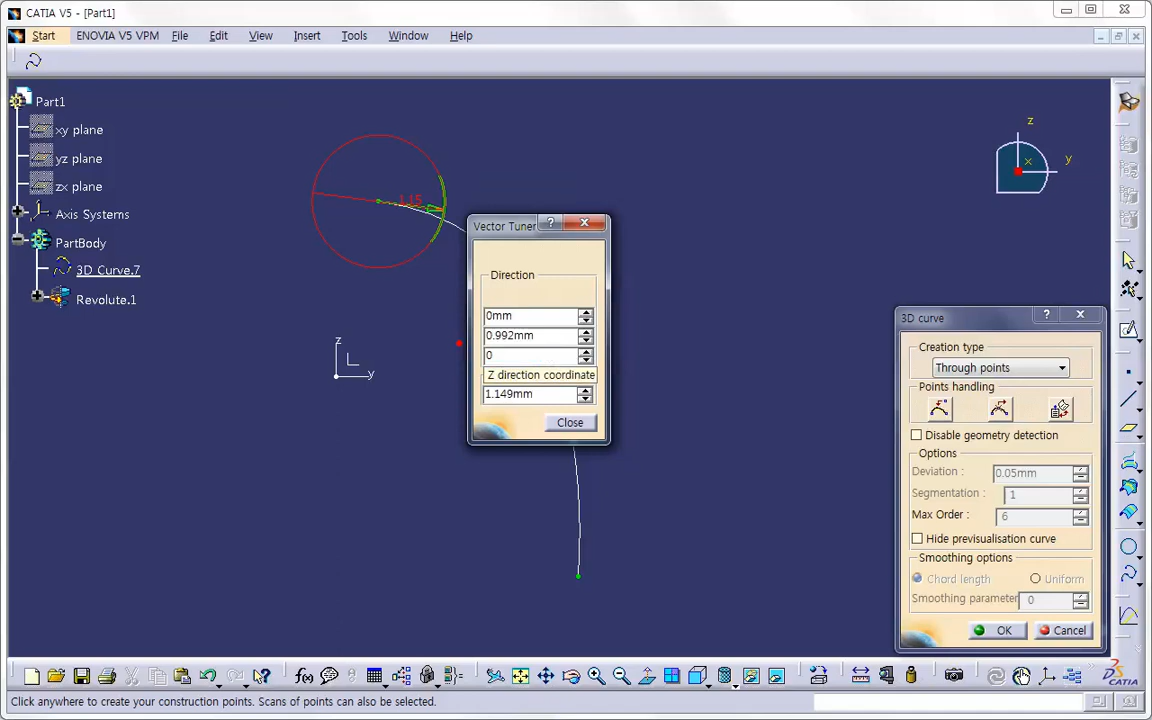 CATIA V5 - [Part1]
Start ENOVIA V5 VPM File Edit View Insert Tools Window Help
Part1
xy plane
yz plane
zx plane
Axis Systems
PartBody
3D Curve.7
Revolute.1
1.15
z
y
z
x
y
Vector Tuner
?
Direction
0mm
0.992mm
0
Z direction coordinate
1.149mm
Close
3D curve
?
Creation type
Through points
Points handling
Disable geometry detection
Options
Deviation : 0.05mm
Segmentation : 1
Max Order : 6
Hide previsualisation curve
Smoothing options
Chord length Uniform
Smoothing parameter 0
OK Cancel
f(x)
CATIA
Click anywhere to create your construction points. Scans of points can also be selected.